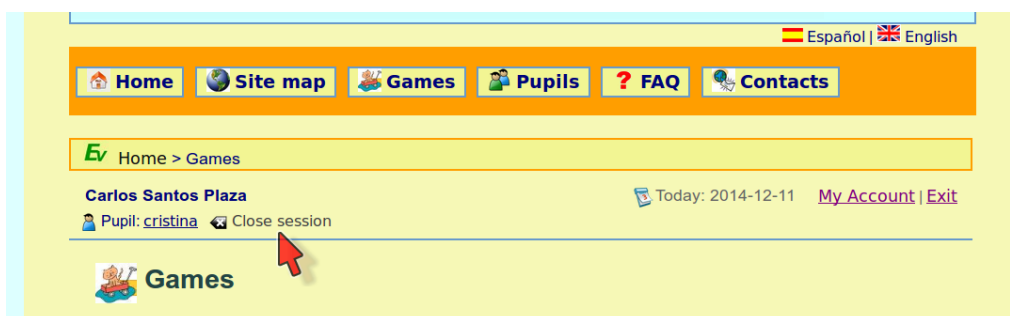 Español | English
Home Site map Games Pupils ? FAQ Contacts
Ev Home > Games
Carlos Santos Plaza Today: 2014-12-11 My Account | Exit
Pupil: cristina Close session
Games